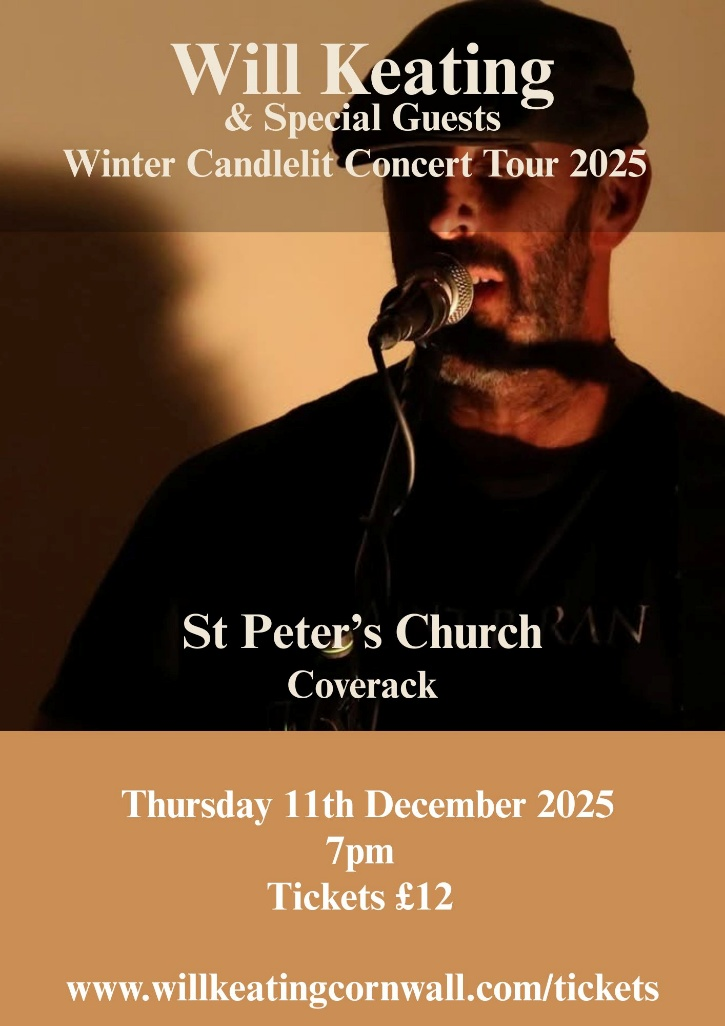 Will Keating
& Special Guests
Winter Candlelit Concert Tour 2025
RAN
St Peter’s Church
Coverack
Thursday 11th December 2025
7pm
Tickets £12
www.willkeatingcornwall.com/tickets